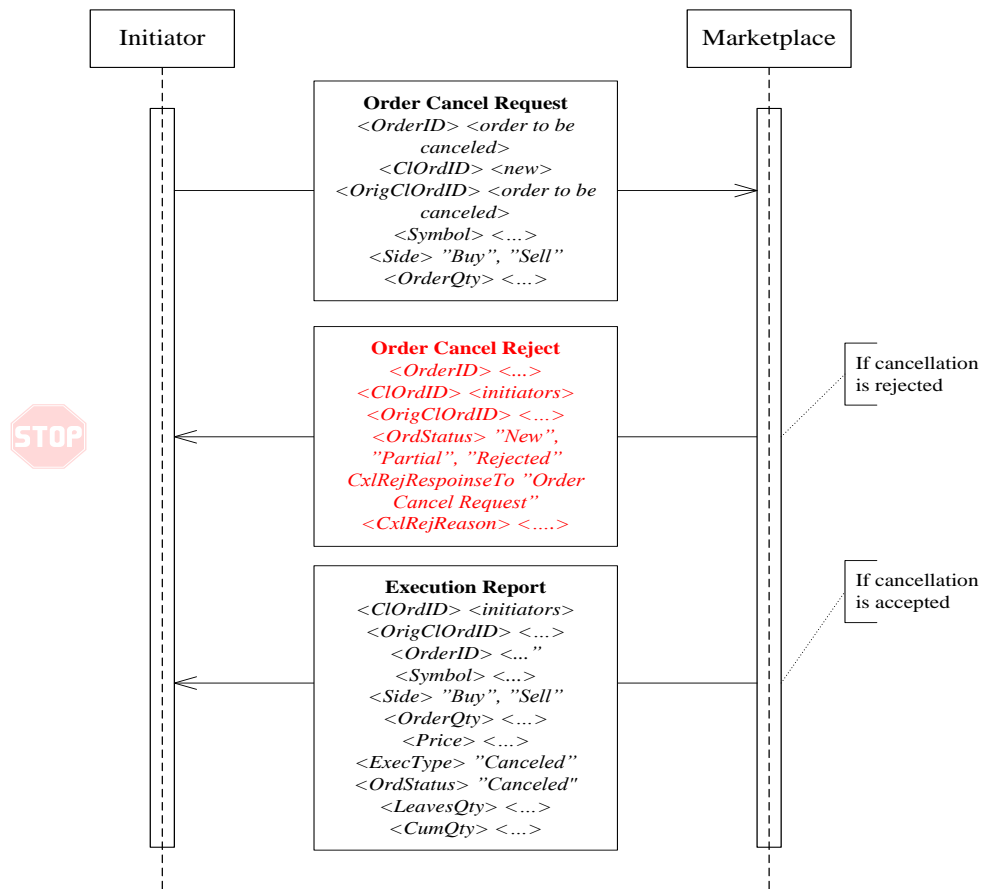 Initiator
Marketplace
Order Cancel Request
<OrderID> <order to be
canceled>
<ClOrdID> <new>
<OrigClOrdID> <order to be
canceled>
<Symbol> <...>
<Side> ”Buy”, ”Sell”
<OrderQty> <...>
Order Cancel Reject
<OrderID> <...>
<ClOrdID> <initiators>
<OrigClOrdID> <...>
<OrdStatus> ”New”,
”Partial”, ”Rejected”
CxlRejRespoinseTo ”Order
Cancel Request”
<CxlRejReason> <....>
If cancellation
is rejected
STOP
Execution Report
<ClOrdID> <initiators>
<OrigClOrdID> <...>
<OrderID> <...”
<Symbol> <...>
<Side> ”Buy”, ”Sell”
<OrderQty> <...>
<Price> <...>
<ExecType> ”Canceled”
<OrdStatus> ”Canceled"
<LeavesQty> <...>
<CumQty> <...>
If cancellation
is accepted